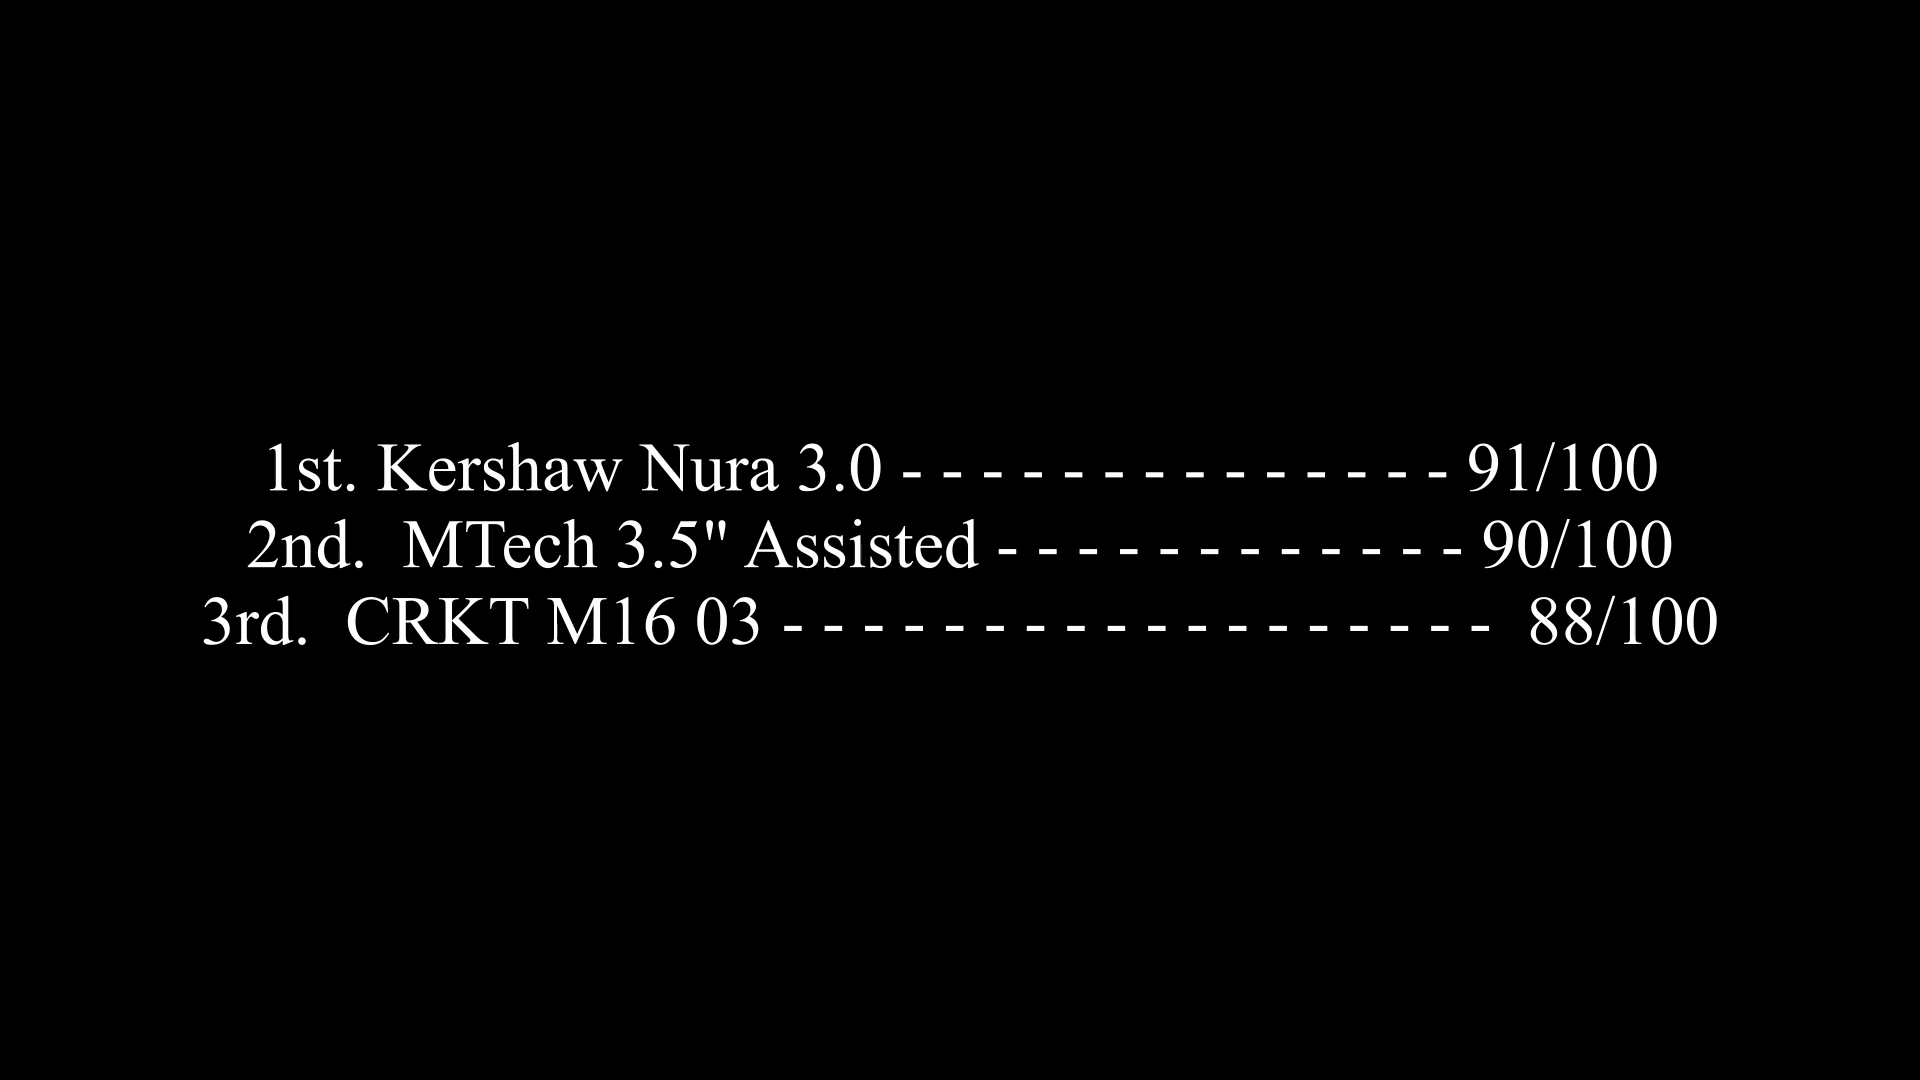 1st. Kershaw Nura 3.0 - - - - - - - - - - - - - - 91/100
2nd.  MTech 3.5" Assisted - - - - - - - - - - - - 90/100
3rd.  CRKT M16 03 - - - - - - - - - - - - - - - - - -  88/100